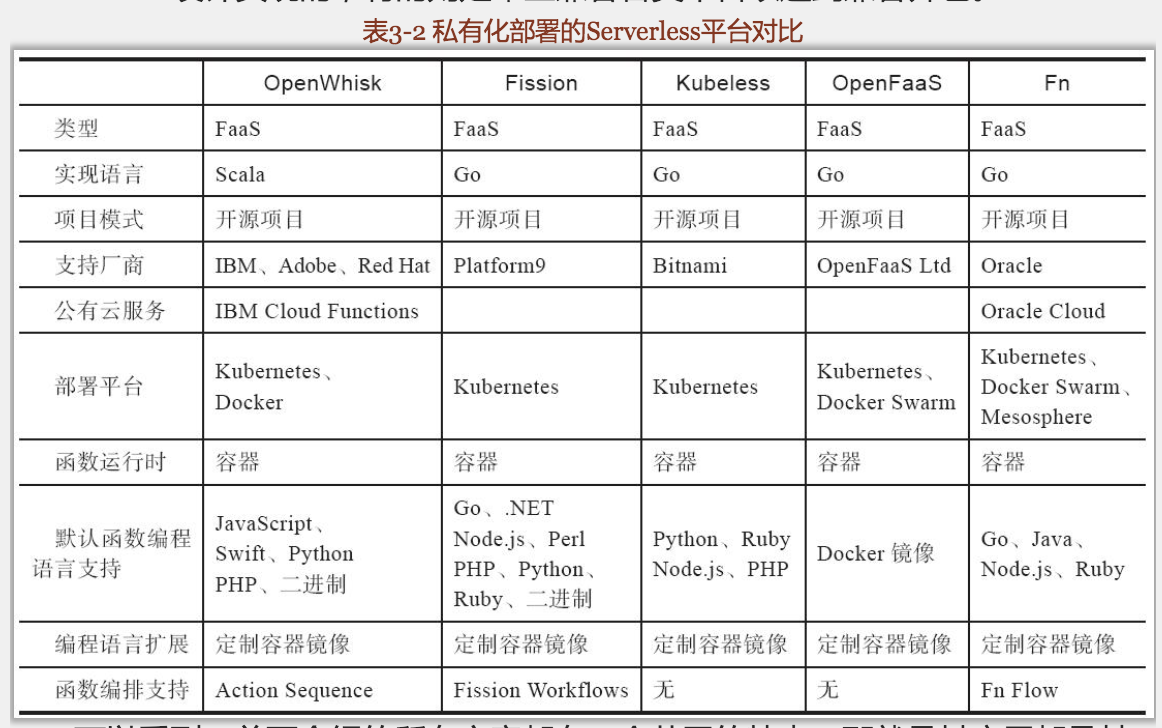 表3-2 私有化部署的Serverless平台对比
OpenWhisk Fission Kubeless OpenFaaS Fn
类型 FaaS FaaS FaaS FaaS FaaS
实现语言 Scala Go Go Go Go
项目模式 开源项目 开源项目 开源项目 开源项目 开源项目
支持厂商 IBM、Adobe、Red Hat Platform9 Bitnami OpenFaaS Ltd Oracle
公有云服务 IBM Cloud Functions Oracle Cloud
部署平台
Kubernetes、
Docker
Kubernetes
Kubernetes
Kubernetes、
Docker Swarm
Kubernetes、
Docker Swarm、
Mesosphere
函数运行时 容器 容器 容器 容器 容器
默认函数编程
语言支持
JavaScript、
Swift、Python
PHP、二进制
Go、.NET
Node.js、Perl
PHP、Python、
Ruby、二进制
Python、Ruby
Node.js、PHP
Docker 镜像
Go、Java、
Node.js、Ruby
编程语言扩展 定制容器镜像 定制容器镜像 定制容器镜像 定制容器镜像 定制容器镜像
函数编排支持 Action Sequence Fission Workflows 无 无 Fn Flow